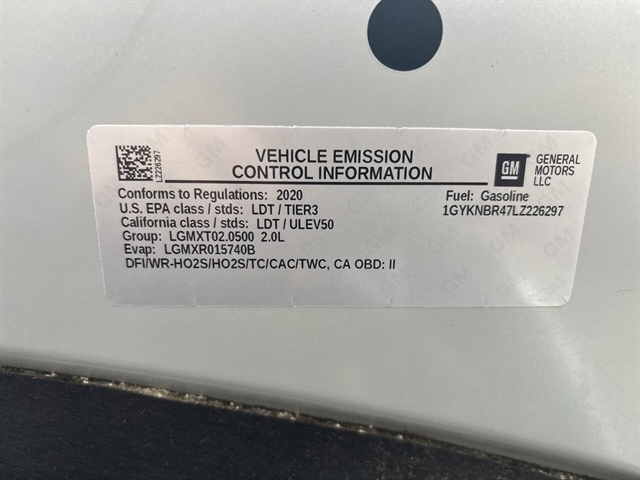 LZ226297
VEHICLE EMISSION
CONTROL INFORMATION
GM
GENERAL
MOTORS
LLC
Conforms to Regulations: 2020
Fuel: Gasoline
U.S. EPA class / stds: LDT / TIER3
1GYKNBR47LZ226297
California class / stds: LDT / ULEV50
Group: LGMXT02.0500 2.0L
Evap: LGMXR015740B
DFI/WR-HO2S/HO2S/TC/CAC/TWC, CA OBD: II